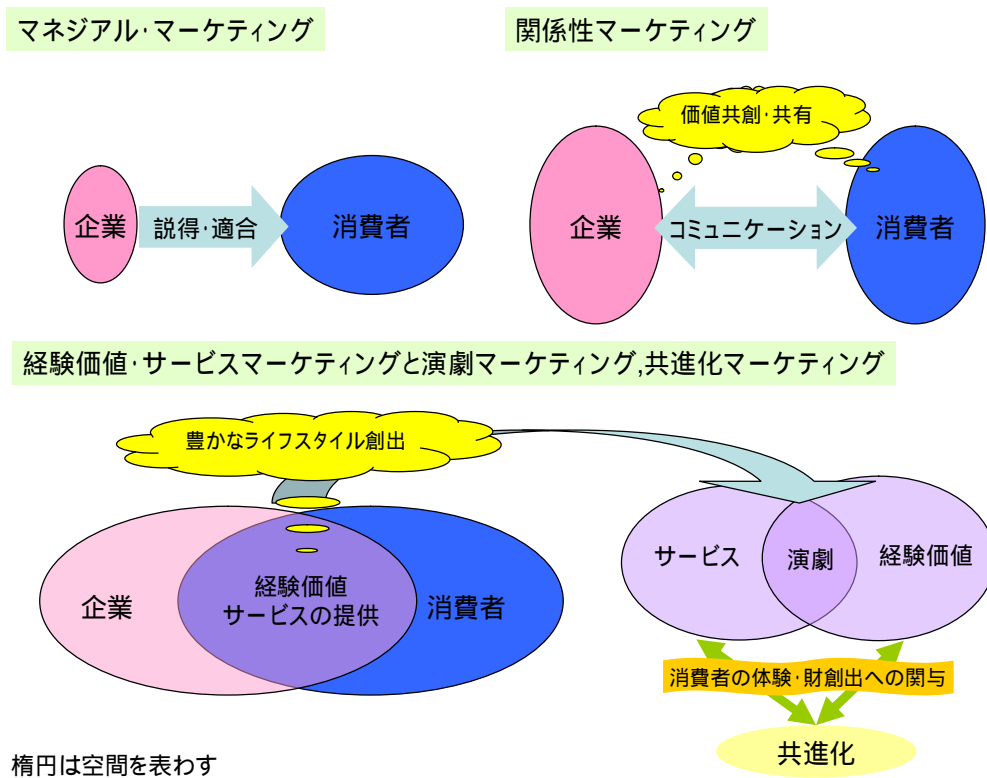 マネジアル・マーケティング
関係性マーケティング
企業
説得・適合
消費者
価値共創・共有
企業
コミュニケーション
消費者
経験価値・サービスマーケティングと演劇マーケティング,共進化マーケティング
豊かなライフスタイル創出
企業
経験価値
サービスの提供
消費者
サービス
演劇
経験価値
消費者の体験・財創出への関与
共進化
楕円は空間を表わす